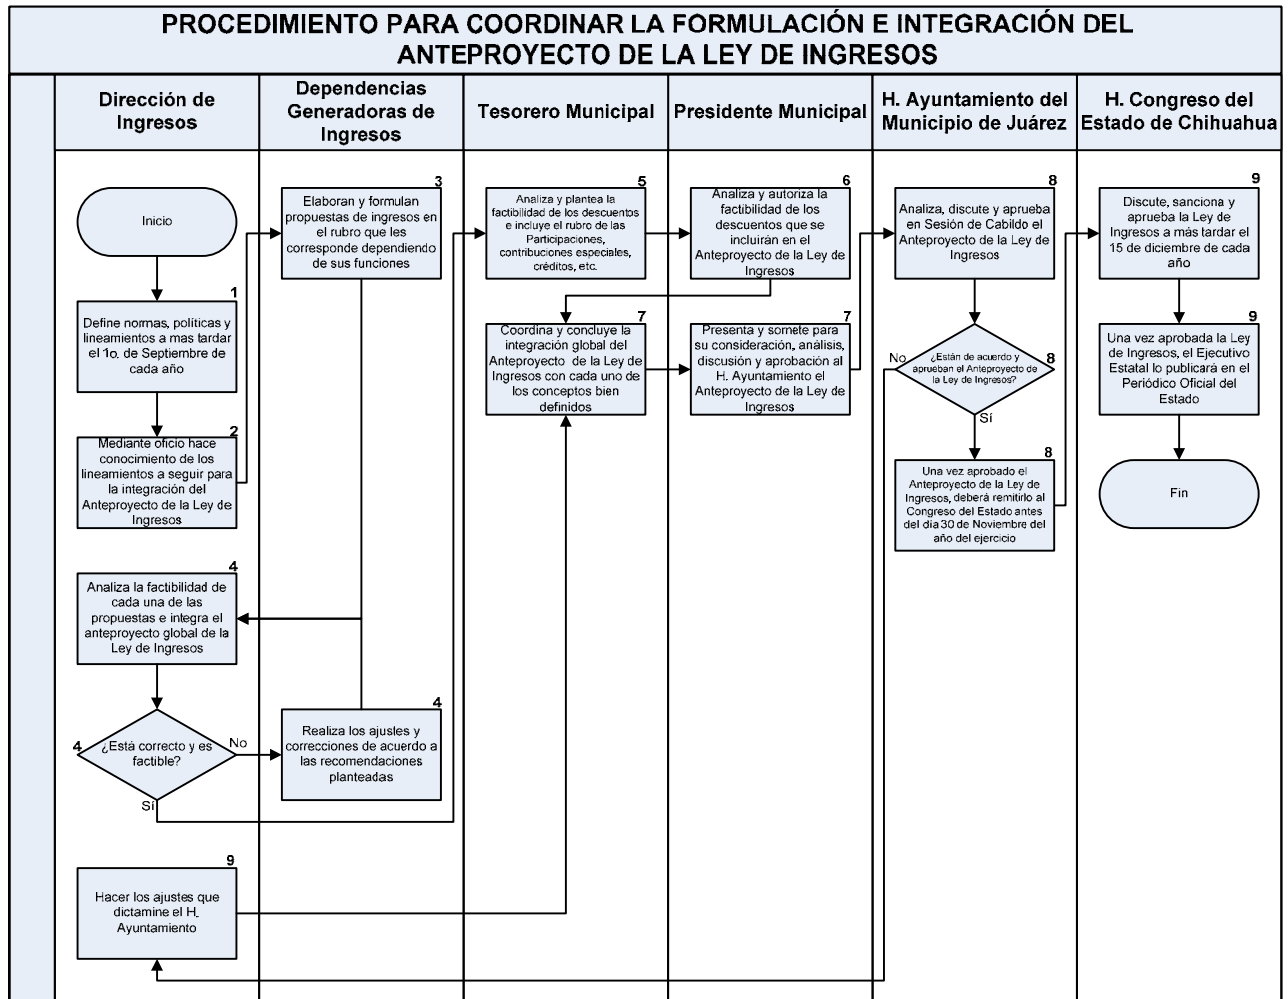 PROCEDIMIENTO PARA COORDINAR LA FORMULACIÓN E INTEGRACIÓN DEL
ANTEPROYECTO DE LA LEY DE INGRESOS
Dirección de
Ingresos
Dependencias
Generadoras de
Ingresos
Tesorero Municipal
Presidente Municipal
H. Ayuntamiento del
Municipio de Juárez
H. Congreso del
Estado de Chihuahua
Inicio
1
Define normas, políticas y
lineamientos a mas tardar
el 1o. de Septiembre de
cada año
2
Mediante oficio hace
conocimiento de los
lineamientos a seguir para
la integración del
Anteproyecto de la Ley de
Ingresos
3
Elaboran y formulan
propuestas de ingresos en
el rubro que les
corresponde dependiendo
de sus funciones
4
Analiza la factibilidad de
cada una de las
propuestas e integra el
anteproyecto global de la
Ley de Ingresos
4
¿Está correcto y es
factible?
No
Sí
4
Realiza los ajustes y
correcciones de acuerdo a
las recomendaciones
planteadas
5
Analiza y plantea la
factibilidad de los descuentos
e incluye el rubro de las
Participaciones,
contribuciones especiales,
créditos, etc.
6
Analiza y autoriza la
factibilidad de los
descuentos que se
incluirán en el
Anteproyecto de la Ley de
Ingresos
7
Coordina y concluye la
integración global del
Anteproyecto de la Ley de
Ingresos con cada uno de
los conceptos bien
definidos
7
Presenta y somete para
su consideración, análisis,
discusión y aprobación al
H. Ayuntamiento el
Anteproyecto de la Ley de
Ingresos
8
Analiza, discute y aprueba
en Sesión de Cabildo el
Anteproyecto de la Ley de
Ingresos
8
¿Están de acuerdo y
aprueban el Anteproyecto de
la Ley de Ingresos?
No
Sí
8
Una vez aprobado el
Anteproyecto de la Ley de
Ingresos, deberá remitirlo al
Congreso del Estado antes
del día 30 de Noviembre del
año del ejercicio
9
Discute, sanciona y
aprueba la Ley de
Ingresos a más tardar el
15 de diciembre de cada
año
9
Una vez aprobada la Ley
de Ingresos, el Ejecutivo
Estatal lo publicará en el
Periódico Oficial del
Estado
Fin
9
Hacer los ajustes que
dictamine el H.
Ayuntamiento